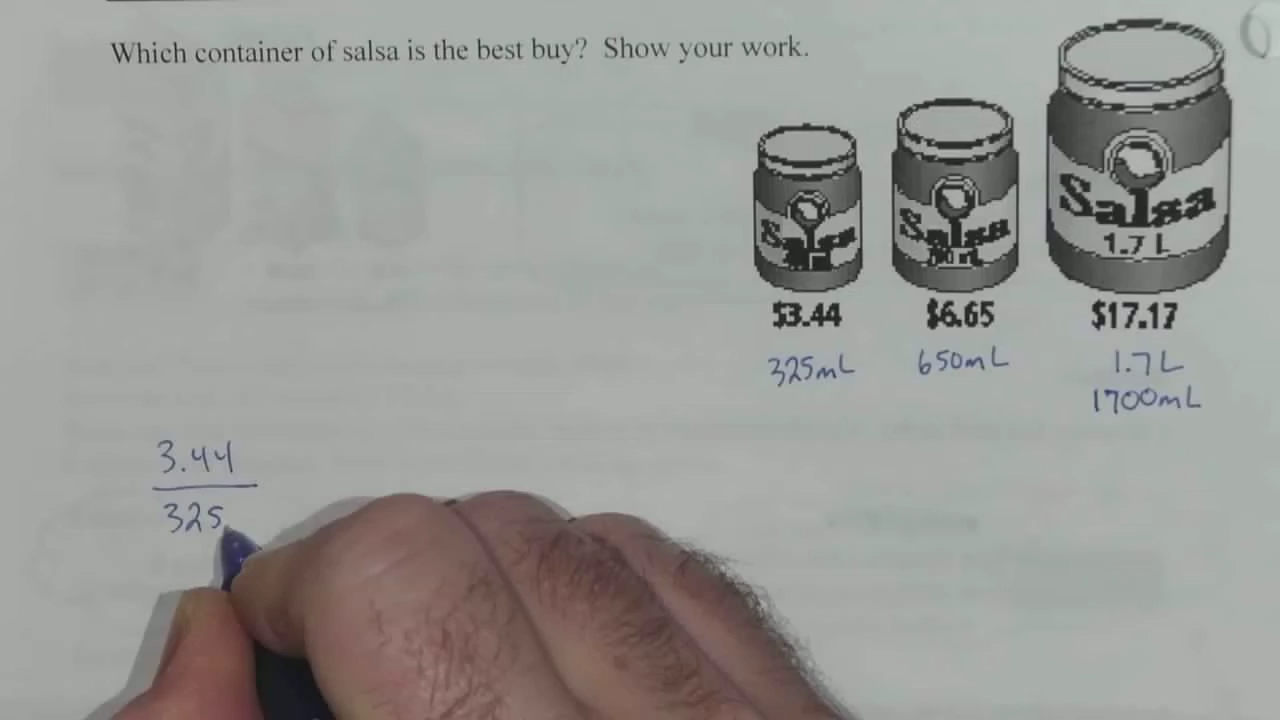 Which container of salsa is the best buy? Show your work.
Salsa
Salsa
Salsa
1.7 L
$3.44
$6.65
$17.17
325mL
650mL
1.7L
1700mL
3.44
325